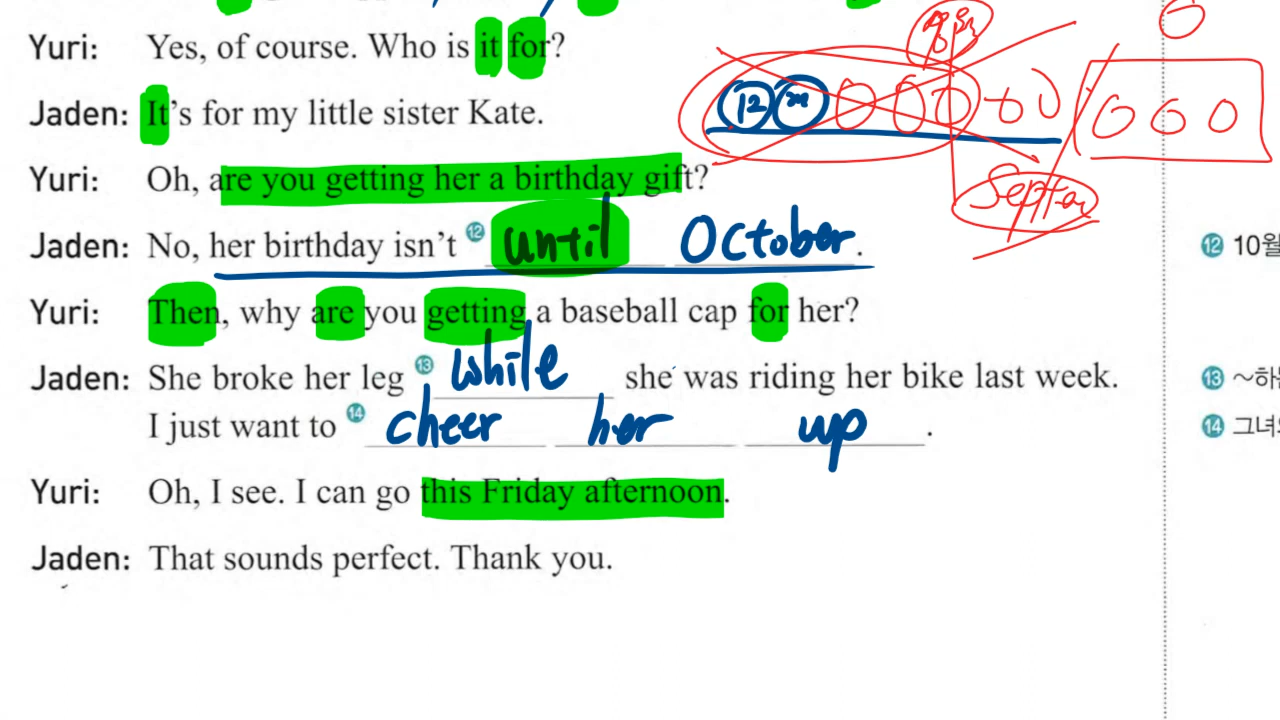 Yuri: Yes, of course. Who is it for?
Jaden: It's for my little sister Kate.
12
Yuri: Oh, are you getting her a birthday gift?
Septem
Jaden: No, her birthday isn't ⑫ until October.
⑫ 10월
Yuri: Then, why are you getting a baseball cap for her?
Jaden: She broke her leg ⑬ while she was riding her bike last week.
⑬ ~하
I just want to ⑭ cheer her up.
⑭ 그녀
Yuri: Oh, I see. I can go this Friday afternoon.
Jaden: That sounds perfect. Thank you.